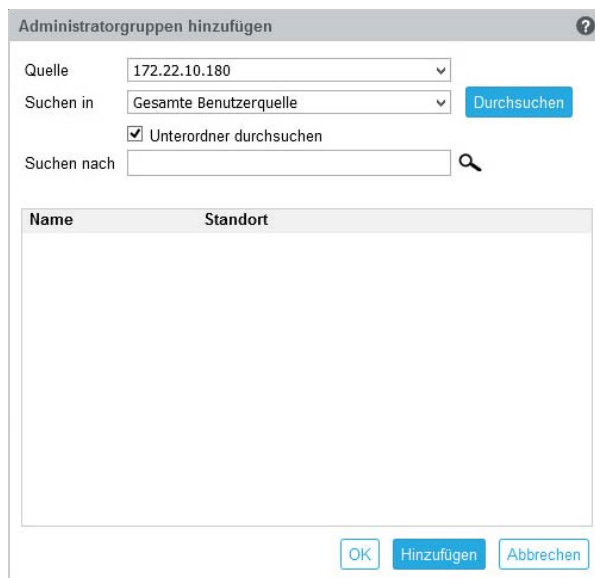 Administratorgruppen hinzufügen ?
Quelle 172.22.10.180
Suchen in Gesamte Benutzerquelle Durchsuchen
Unterordner durchsuchen
Suchen nach
Name Standort
OK Hinzufügen Abbrechen